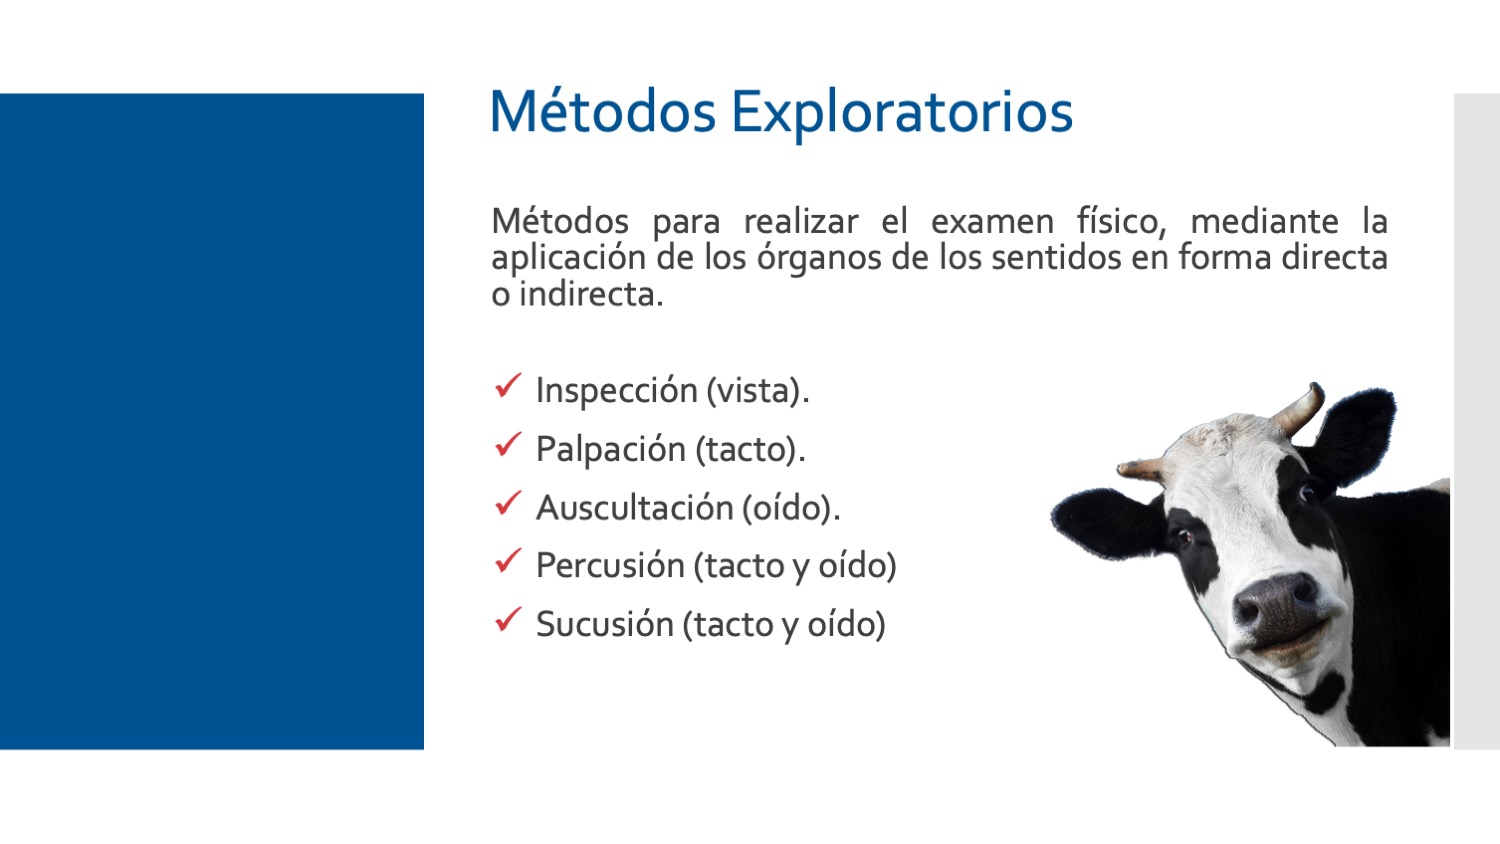 Métodos Exploratorios
Métodos para realizar el examen físico, mediante la
aplicación de los órganos de los sentidos en forma directa
o indirecta.
✓ Inspección (vista).
✓ Palpación (tacto).
✓ Auscultación (oído).
✓ Percusión (tacto y oído)
✓ Sucusión (tacto y oído)